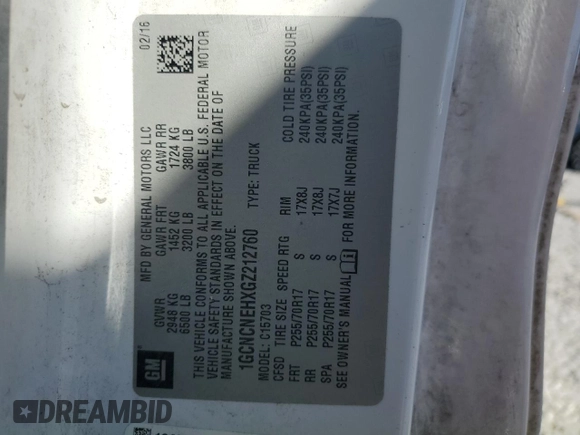 02/16
MFD BY GENERAL MOTORS LLC
GVWR GAWR FRT GAWR RR
2948 KG 1452 KG 1724 KG
6500 LB 3200 LB 3800 LB
THIS VEHICLE CONFORMS TO ALL APPLICABLE U.S. FEDERAL MOTOR
VEHICLE SAFETY STANDARDS IN EFFECT ON THE DATE OF
MANUFACTURE SHOWN ABOVE.
1GCNCNEHXGZ212760 TYPE: TRUCK
MODEL: C15703
CFSD TIRE SIZE SPEED RTG RIM COLD TIRE PRESSURE
FRT P255/70R17 S 17X8J 240KPA(35PSI)
RR P255/70R17 S 17X8J 240KPA(35PSI)
SPA P255/70R17 S 17X7J 240KPA(35PSI)
SEE OWNER'S MANUAL FOR MORE INFORMATION.
GM
DREAMBID